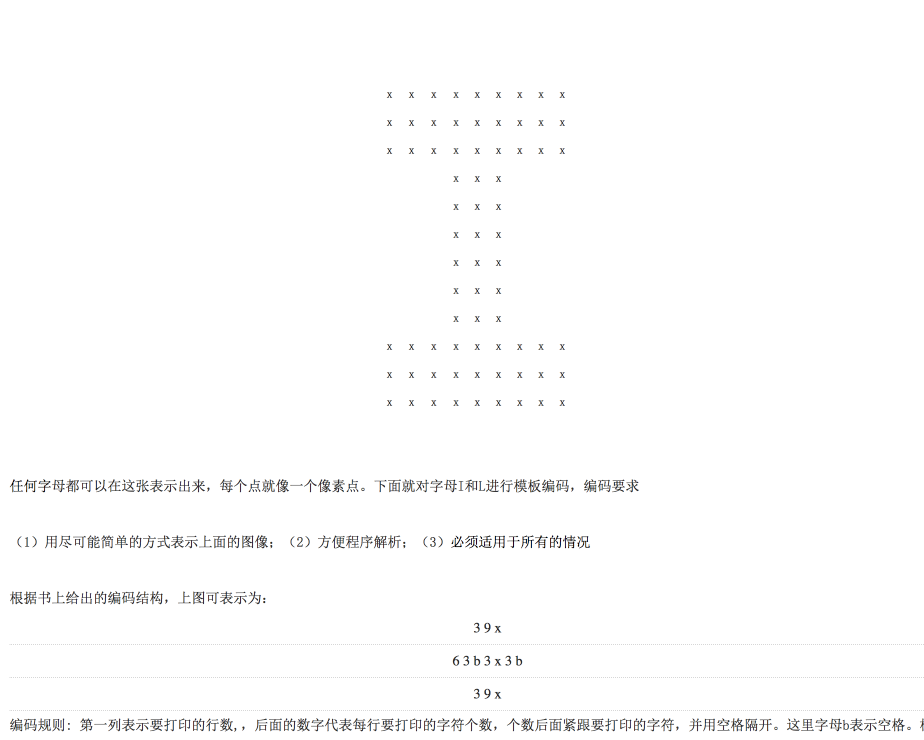 x x x x x x x x x
x x x x x x x x x
x x x x x x x x x
x x x
x x x
x x x
x x x
x x x
x x x
x x x x x x x x x
x x x x x x x x x
x x x x x x x x x
任何字母都可以在这张表示出来，每个点就像一个像素点。下面就对字母I和L进行模板编码，编码要求
（1）用尽可能简单的方式表示上面的图像；（2）方便程序解析；（3）必须适用于所有的情况
根据书上给出的编码结构，上图可表示为：
3 9 x
6 3 b 3 x 3 b
3 9 x
编码规则: 第一列表示要打印的行数,，后面的数字代表每行要打印的字符个数，个数后面紧跟要打印的字符，并用空格隔开。这里字母b表示空格。